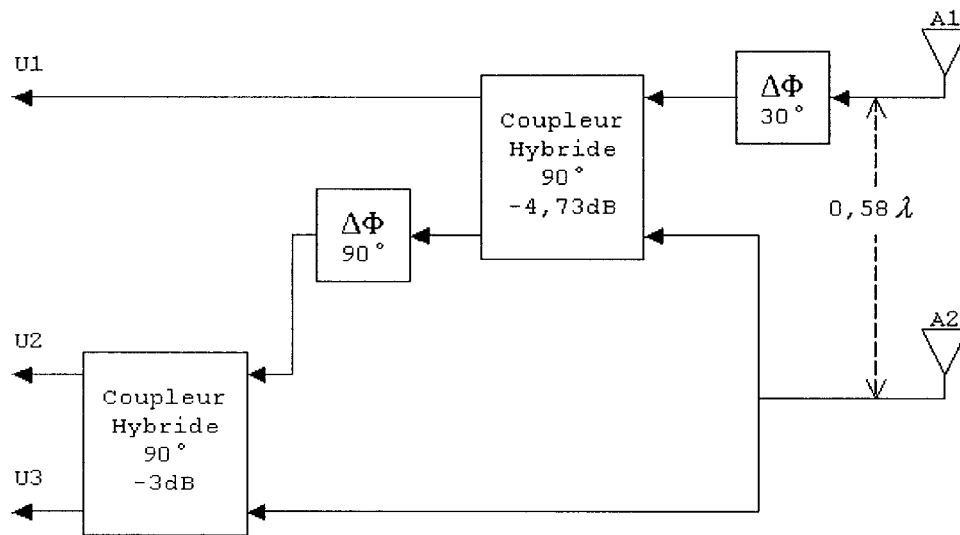 A1
U1
ΔΦ
30°
Coupleur
Hybride
90°
-4,73dB
0,58 λ
ΔΦ
90°
A2
U2
Coupleur
Hybride
90°
-3dB
U3